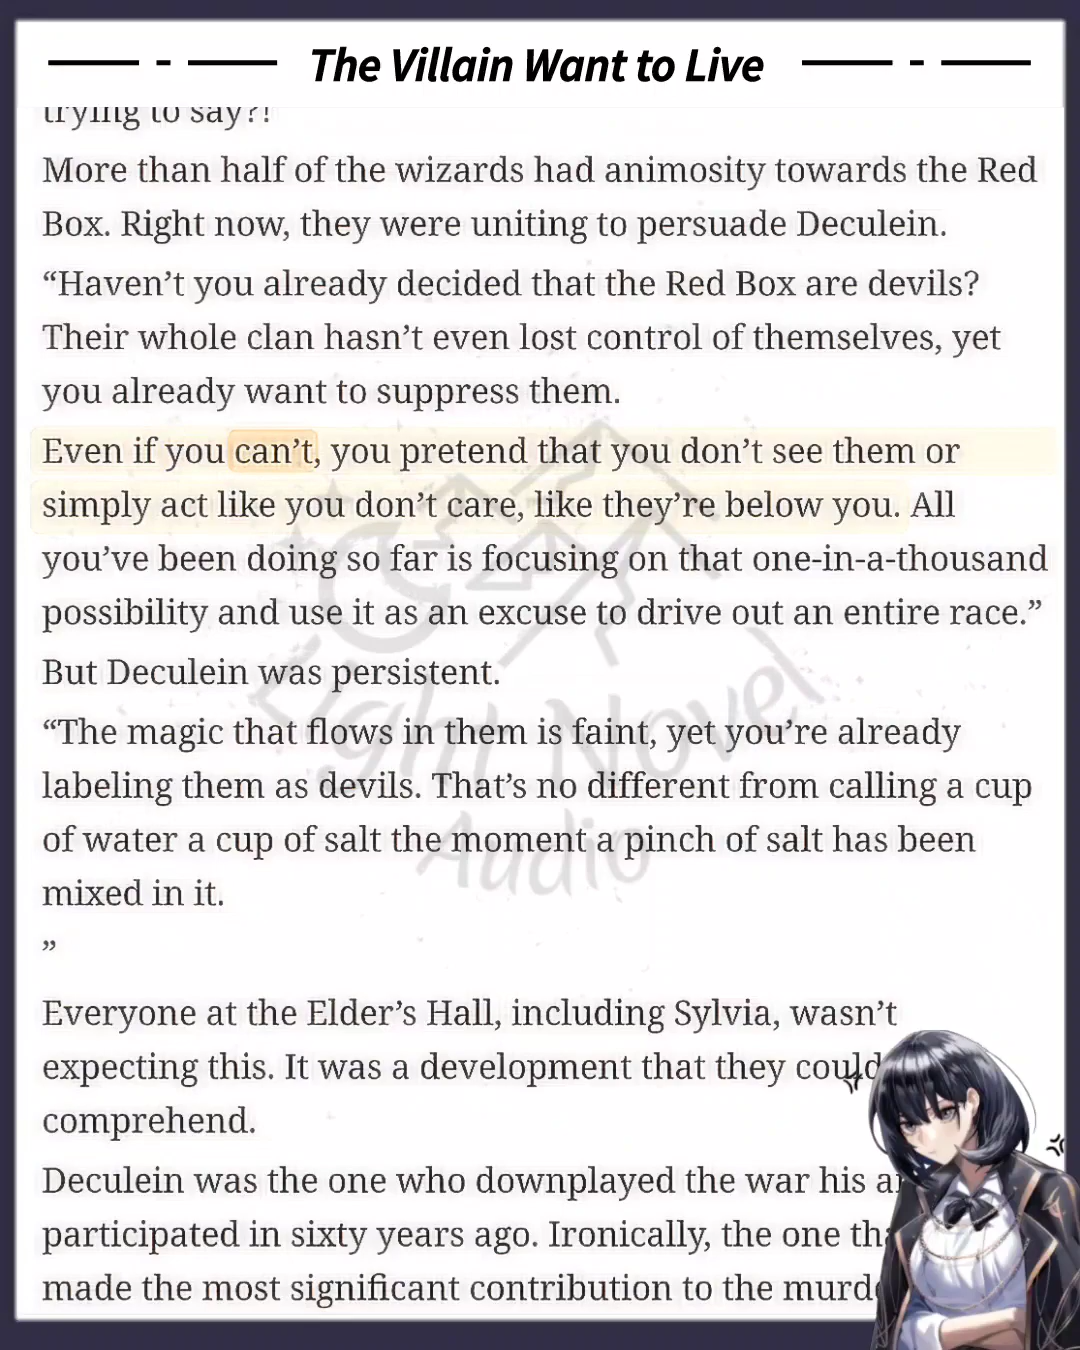 The Villain Want to Live
trying to say?!
More than half of the wizards had animosity towards the Red
Box. Right now, they were uniting to persuade Deculein.
“Haven’t you already decided that the Red Box are devils?
Their whole clan hasn’t even lost control of themselves, yet
you already want to suppress them.
Even if you can’t, you pretend that you don’t see them or
simply act like you don’t care, like they’re below you. All
you’ve been doing so far is focusing on that one-in-a-thousand
possibility and use it as an excuse to drive out an entire race.”
But Deculein was persistent.
“The magic that flows in them is faint, yet you’re already
labeling them as devils. That’s no different from calling a cup
of water a cup of salt the moment a pinch of salt has been
mixed in it.
”
Everyone at the Elder’s Hall, including Sylvia, wasn’t
expecting this. It was a development that they could
comprehend.
Deculein was the one who downplayed the war his
participated in sixty years ago. Ironically, the one
made the most significant contribution to the
Light Novel
Audio